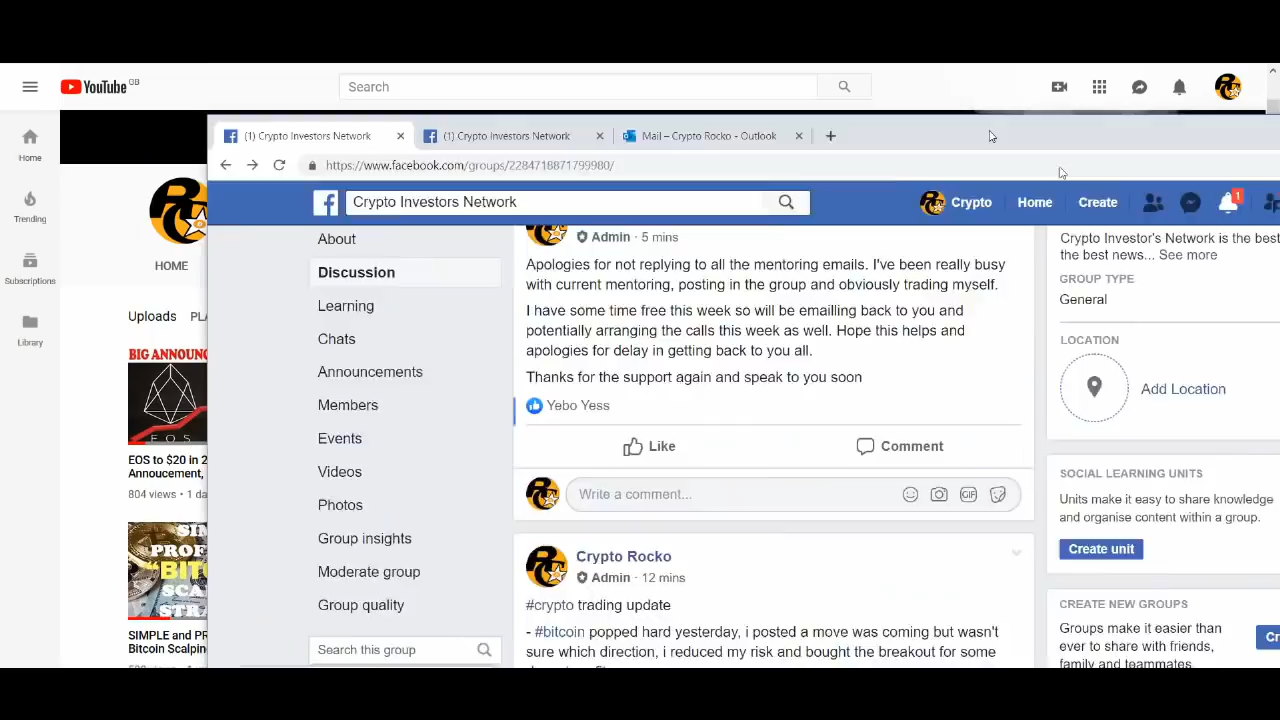 YouTube GB
Search
(1) Crypto Investors Network
(1) Crypto Investors Network
Mail – Crypto Rocko - Outlook
Home
https://www.facebook.com/groups/2284718871799980/
Trending
Crypto Investors Network
Crypto
Home
Create
1
Subscriptions
HOME
Library
Uploads
BIG ANNOUNC
EOS
EOS to $20 in 2
Annoucement,
804 views • 1 da
PROF
BIT
SCA
STRA
SIMPLE and PR
Bitcoin Scalpin
About
Discussion
Learning
Chats
Announcements
Members
Events
Videos
Photos
Group insights
Moderate group
Group quality
Search this group
Admin · 5 mins
Apologies for not replying to all the mentoring emails. I've been really busy
with current mentoring, posting in the group and obviously trading myself.
I have some time free this week so will be emailling back to you and
potentially arranging the calls this week as well. Hope this helps and
apologies for delay in getting back to you all.
Thanks for the support again and speak to you soon
Yebo Yess
Like
Comment
Write a comment...
GIF
Crypto Rocko
Admin · 12 mins
#crypto trading update
- #bitcoin popped hard yesterday, i posted a move was coming but wasn't
sure which direction, i reduced my risk and bought the breakout for some
Crypto Investor's Network is the best
the best news... See more
GROUP TYPE
General
LOCATION
Add Location
SOCIAL LEARNING UNITS
Units make it easy to share knowledge
and organise content within a group.
Create unit
CREATE NEW GROUPS
Groups make it easier than
ever to share with friends,
family and teammates.
Cr